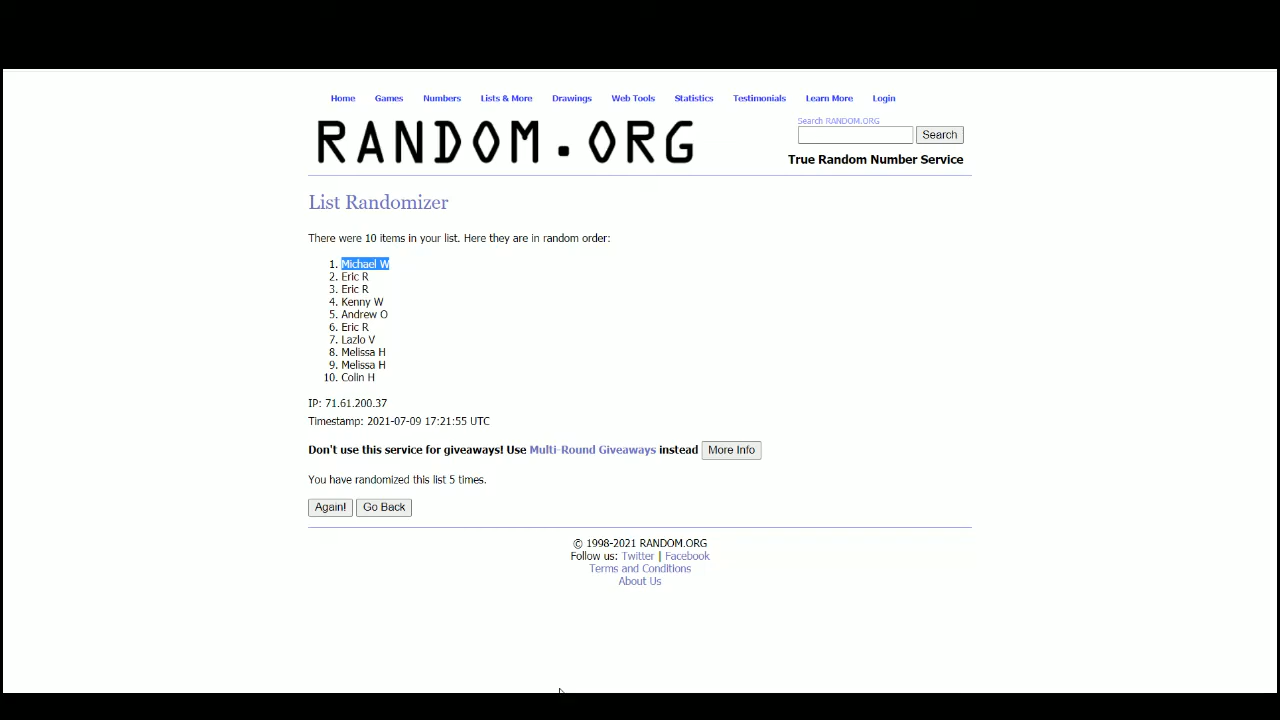 Home Games Numbers Lists & More Drawings Web Tools Statistics Testimonials Learn More Login
RANDOM.ORG
Search RANDOM.ORG
Search
True Random Number Service
List Randomizer
There were 10 items in your list. Here they are in random order:
1. Michael W
2. Eric R
3. Eric R
4. Kenny W
5. Andrew O
6. Eric R
7. Lazlo V
8. Melissa H
9. Melissa H
10. Colin H
IP: 71.61.200.37
Timestamp: 2021-07-09 17:21:55 UTC
Don't use this service for giveaways! Use Multi-Round Giveaways instead More Info
You have randomized this list 5 times.
Again! Go Back
© 1998-2021 RANDOM.ORG
Follow us: Twitter | Facebook
Terms and Conditions
About Us